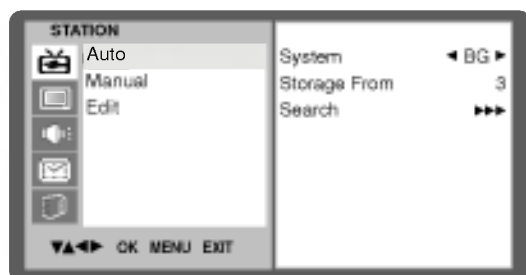 STATION
Auto
Manual
Edit
System ◄ BG ►
Storage From 3
Search ►►►
▼▲◄► OK MENU EXIT